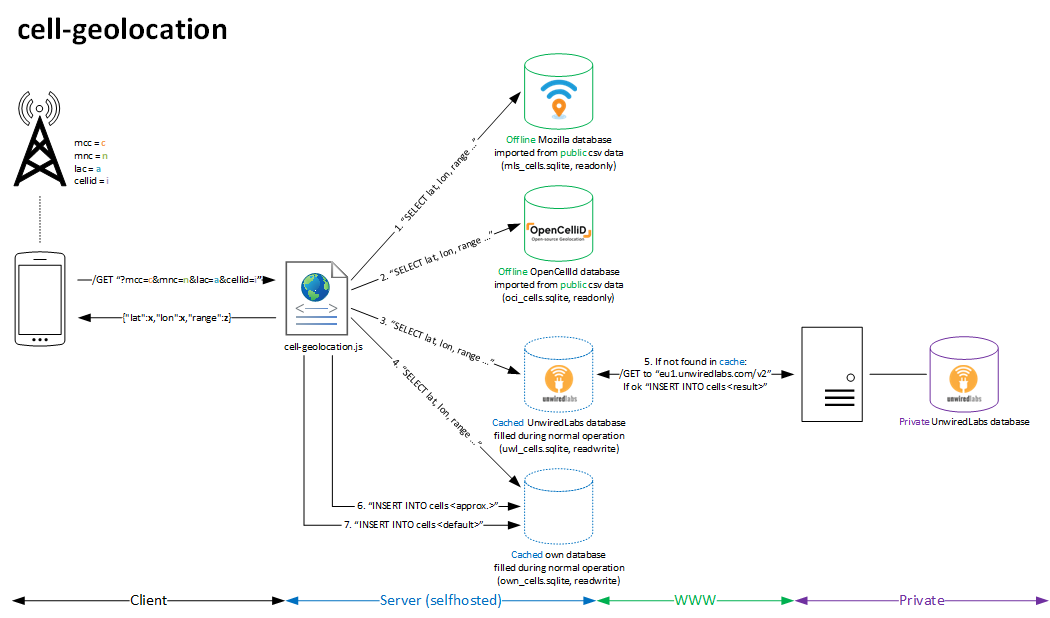 cell-geolocation
mcc = c
mnc = n
lac = a
cellid = i
/GET “?mcc=c&mnc=n&lac=a&cellid=i”
{"lat":x,"lon":x,"range":z}
cell-geolocation.js
1. “SELECT lat, lon, range ...”
2. “SELECT lat, lon, range ...”
3. “SELECT lat, lon, range ...”
4. “SELECT lat, lon, range ...”
Offline Mozilla database
imported from public csv data
(mls_cells.sqlite, readonly)
OpenCelliD
Open-source Geolocation
Offline OpenCellId database
imported from public csv data
(oci_cells.sqlite, readonly)
unwiredlabs
Cached UnwiredLabs database
filled during normal operation
(uwl_cells.sqlite, readwrite)
5. If not found in cache:
/GET to “eu1.unwiredlabs.com/v2”
If ok “INSERT INTO cells <result>”
unwiredlabs
Private UnwiredLabs database
6. “INSERT INTO cells <approx.>”
7. “INSERT INTO cells <default>”
Cached own database
filled during normal operation
(own_cells.sqlite, readwrite)
Client
Server (selfhosted)
WWW
Private